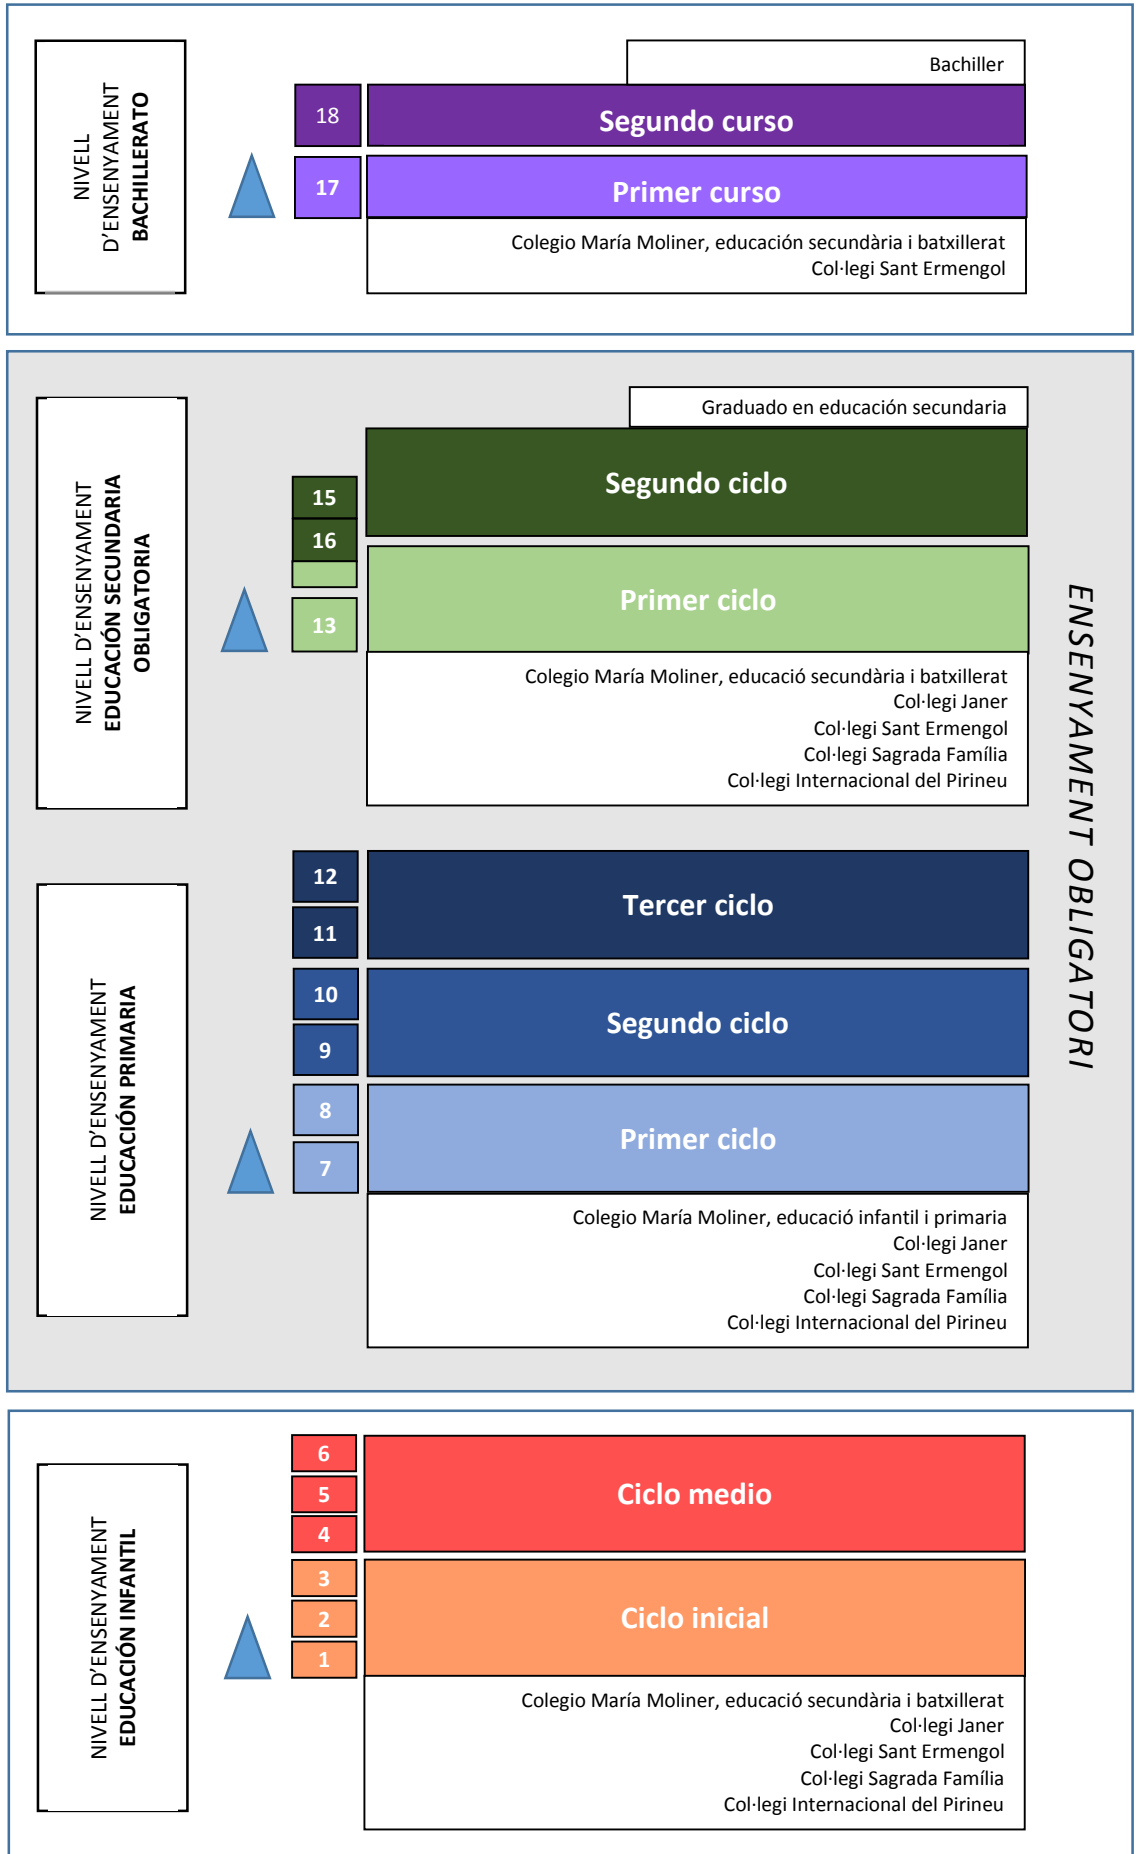 NIVELL
D'ENSENYAMENT
BACHILLERATO
Bachiller
18
Segundo curso
17
Primer curso
Colegio María Moliner, educación secundària i batxillerat
Col·legi Sant Ermengol
NIVELL D'ENSENYAMENT
EDUCACIÓN SECUNDARIA
OBLIGATORIA
Graduado en educación secundaria
Segundo ciclo
15
16
Primer ciclo
13
Colegio María Moliner, educació secundària i batxillerat
Col·legi Janer
Col·legi Sant Ermengol
Col·legi Sagrada Família
Col·legi Internacional del Pirineu
ENSENYAMENT OBLIGATORI
NIVELL D'ENSENYAMENT
EDUCACIÓN PRIMARIA
12
Tercer ciclo
11
10
Segundo ciclo
9
8
Primer ciclo
7
Colegio María Moliner, educació infantil i primaria
Col·legi Janer
Col·legi Sant Ermengol
Col·legi Sagrada Família
Col·legi Internacional del Pirineu
NIVELL D'ENSENYAMENT
EDUCACIÓN INFANTIL
6
5
Ciclo medio
4
3
2
Ciclo inicial
1
Colegio María Moliner, educació secundària i batxillerat
Col·legi Janer
Col·legi Sant Ermengol
Col·legi Sagrada Família
Col·legi Internacional del Pirineu